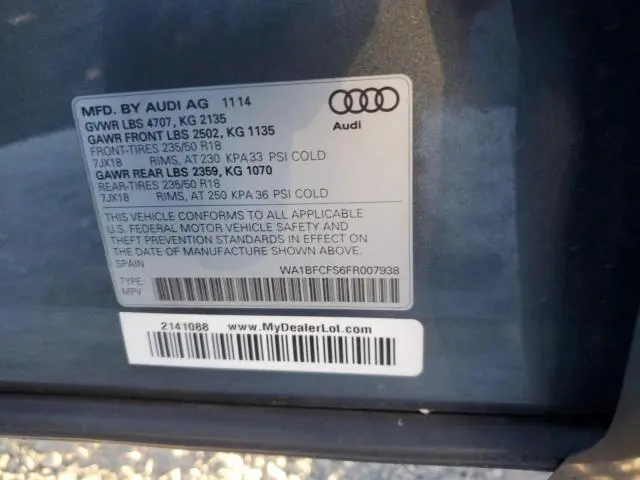 MFD. BY AUDI AG 11 14
GVWR LBS 4707, KG 2135
GAWR FRONT LBS 2502, KG 1135
FRONT-TIRES 235/50 R18
7JX18 RIMS, AT 230 KPA 33 PSI COLD
GAWR REAR LBS 2359, KG 1070
REAR-TIRES 235/50 R18
7JX18 RIMS, AT 250 KPA 36 PSI COLD
Audi
THIS VEHICLE CONFORMS TO ALL APPLICABLE
U.S. FEDERAL MOTOR VEHICLE SAFETY AND
THEFT PREVENTION STANDARDS IN EFFECT ON
THE DATE OF MANUFACTURE SHOWN ABOVE.
SPAIN
WA1BFCFS6FR007938
TYPE:
MPV
2141088 www.MyDealerLot.com